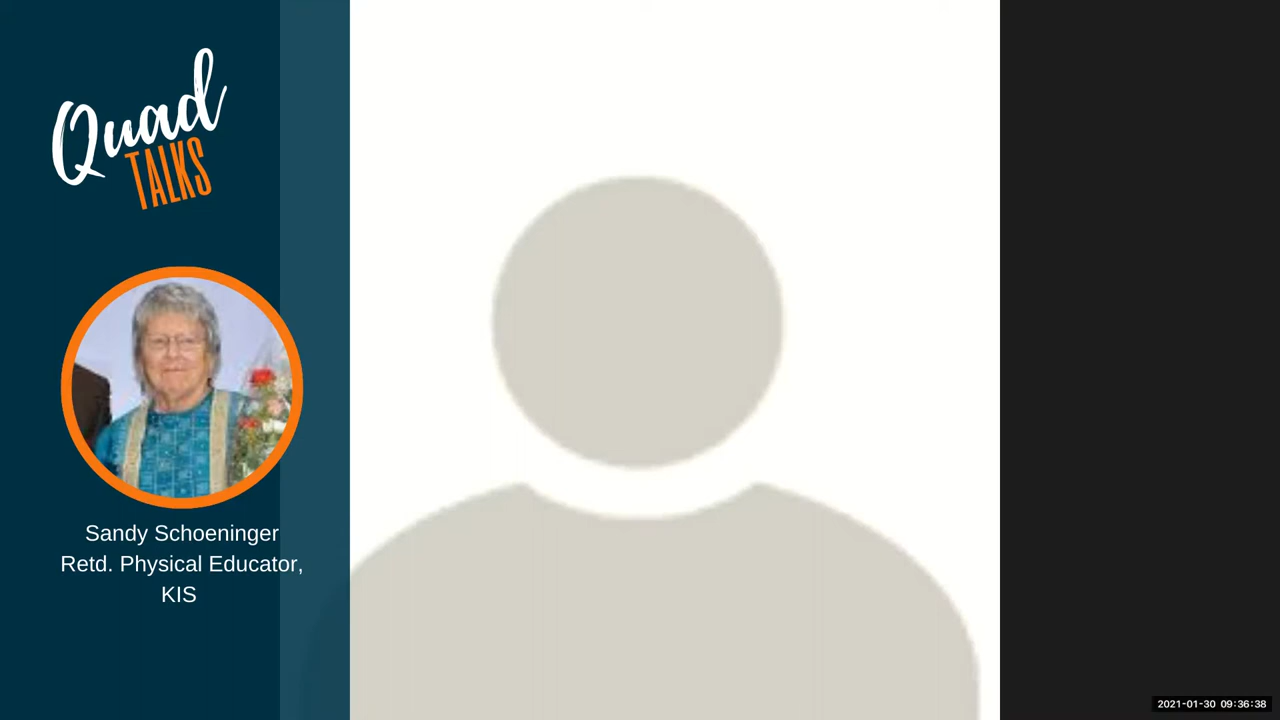 Quad
TALKS
Sandy Schoeninger
Retd. Physical Educator,
KIS
2021-01-30 09:36:38